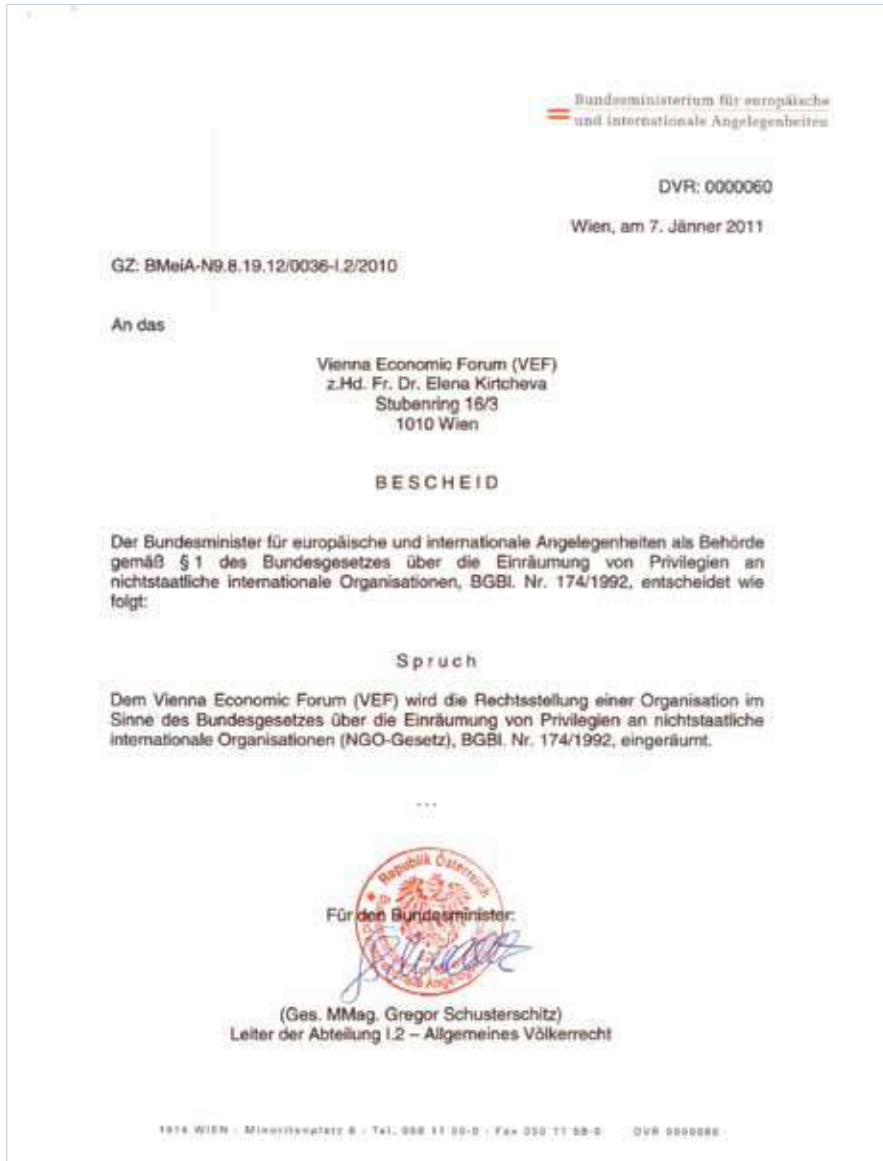 Bundesministerium für europäische
und internationale Angelegenheiten
DVR: 0000060
Wien, am 7. Jänner 2011
GZ: BMeiA-N9.8.19.12/0036-I.2/2010
An das
Vienna Economic Forum (VEF)
z.Hd. Fr. Dr. Elena Kirtcheva
Stubenring 16/3
1010 Wien
BESCHEID
Der Bundesminister für europäische und internationale Angelegenheiten als Behörde
gemäß § 1 des Bundesgesetzes über die Einräumung von Privilegien an
nichtstaatliche internationale Organisationen, BGBl. Nr. 174/1992, entscheidet wie
folgt:
Spruch
Dem Vienna Economic Forum (VEF) wird die Rechtsstellung einer Organisation im
Sinne des Bundesgesetzes über die Einräumung von Privilegien an nichtstaatliche
internationale Organisationen (NGO-Gesetz), BGBl. Nr. 174/1992, eingeräumt.
...
Republik Österreich
Für den Bundesminister:
(Ges. MMag. Gregor Schusterschitz)
Leiter der Abteilung I.2 – Allgemeines Völkerrecht
WIEN - Minoritenplatz 8 - Tel. - Fax DVR 0000060